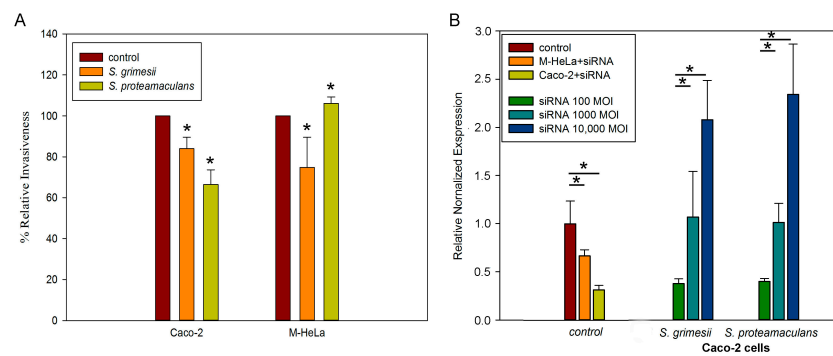 A
% Relative Invasiveness
140
120
100
80
60
40
20
0
control
S. grimesii
S. proteamaculans
*
*
*
*
Caco-2
M-HeLa
B
Relative Nornalized Exspression
3.0
2.5
2.0
1.5
1.0
0.5
0.0
control
M-HeLa+siRNA
Caco-2+siRNA
siRNA 100 MOI
siRNA 1000 MOI
siRNA 10,000 MOI
*
*
*
*
*
*
control
S. grimesii
S. proteamaculans
Caco-2 cells